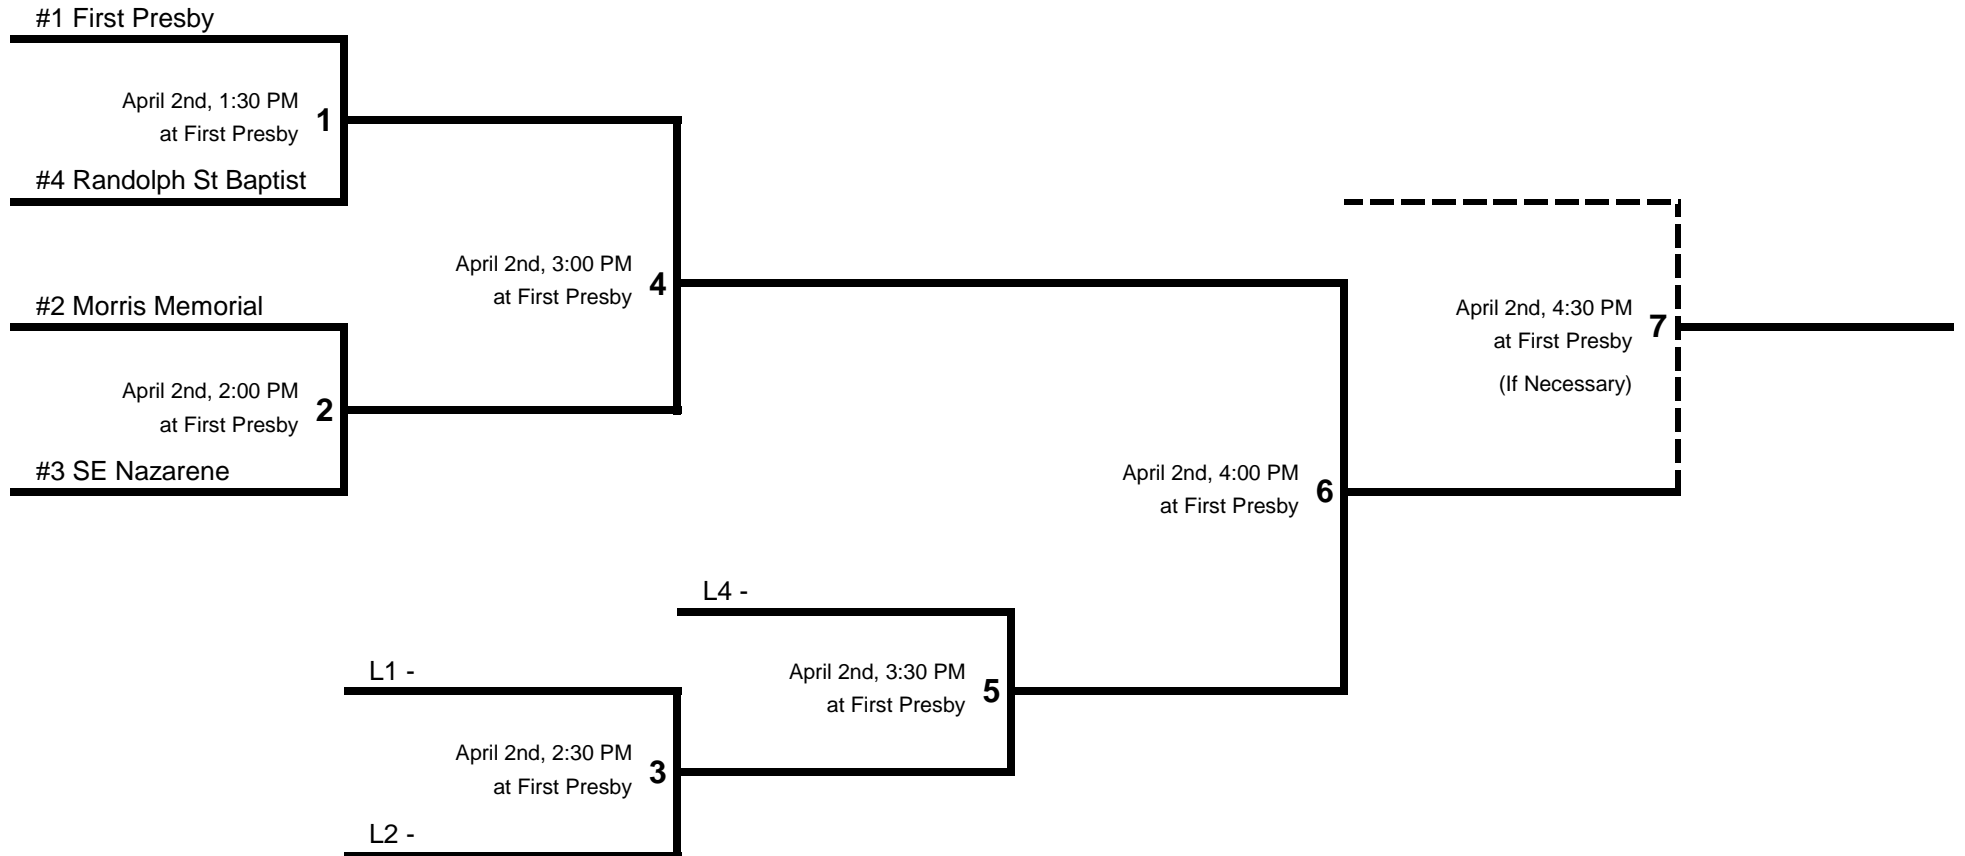 #1 First Presby
April 2nd, 1:30 PM
at First Presby
1
#4 Randolph St Baptist
April 2nd, 3:00 PM
at First Presby
4
#2 Morris Memorial
April 2nd, 2:00 PM
at First Presby
2
#3 SE Nazarene
April 2nd, 4:30 PM
at First Presby
(If Necessary)
7
April 2nd, 4:00 PM
at First Presby
6
L4 -
April 2nd, 3:30 PM
at First Presby
5
L1 -
April 2nd, 2:30 PM
at First Presby
3
L2 -